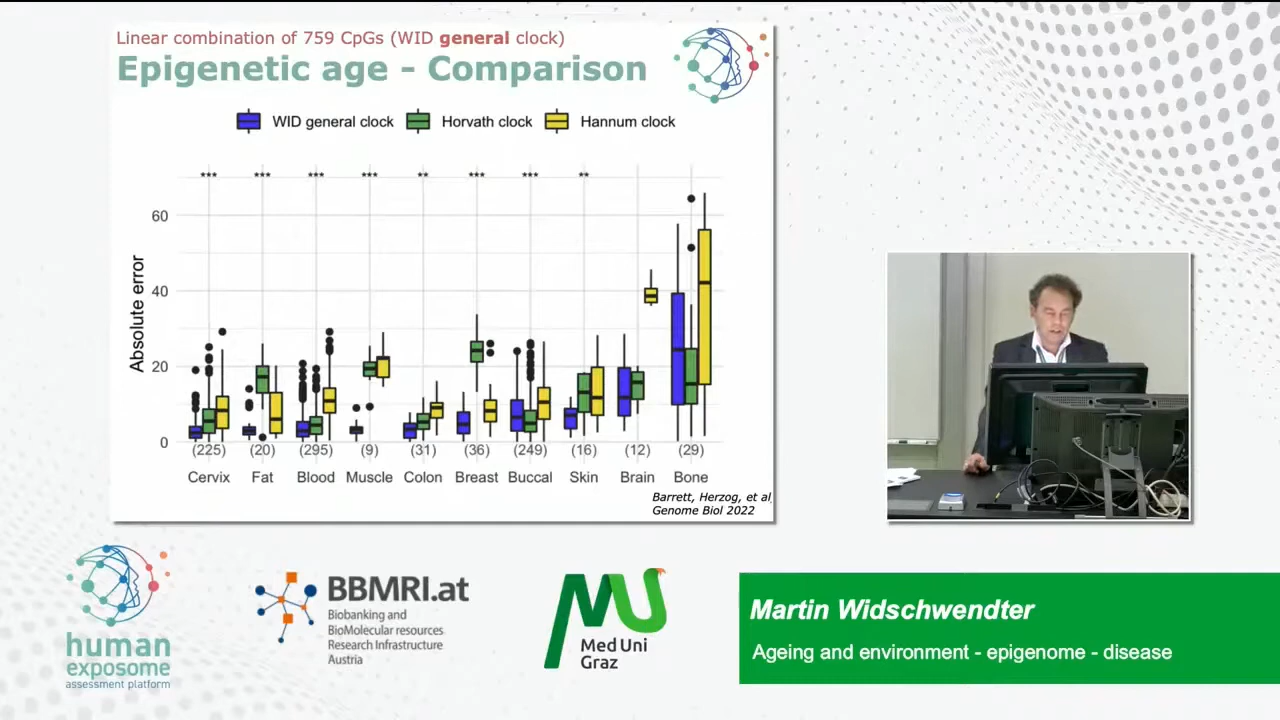 Linear combination of 759 CpGs (WID general clock)
Epigenetic age - Comparison
WID general clock
Horvath clock
Hannum clock
*** *** *** *** ** *** *** **
Absolute error
60
40
20
0
(225) (20) (295) (9) (31) (36) (249) (16) (12) (29)
Cervix Fat Blood Muscle Colon Breast Buccal Skin Brain Bone
Barrett, Herzog, et al,
Genome Biol 2022
human
exposome
assessment platform
BBMRI.at
Biobanking and
BioMolecular resources
Research Infrastructure
Austria
Med Uni
Graz
Martin Widschwendter
Ageing and environment - epigenome - disease